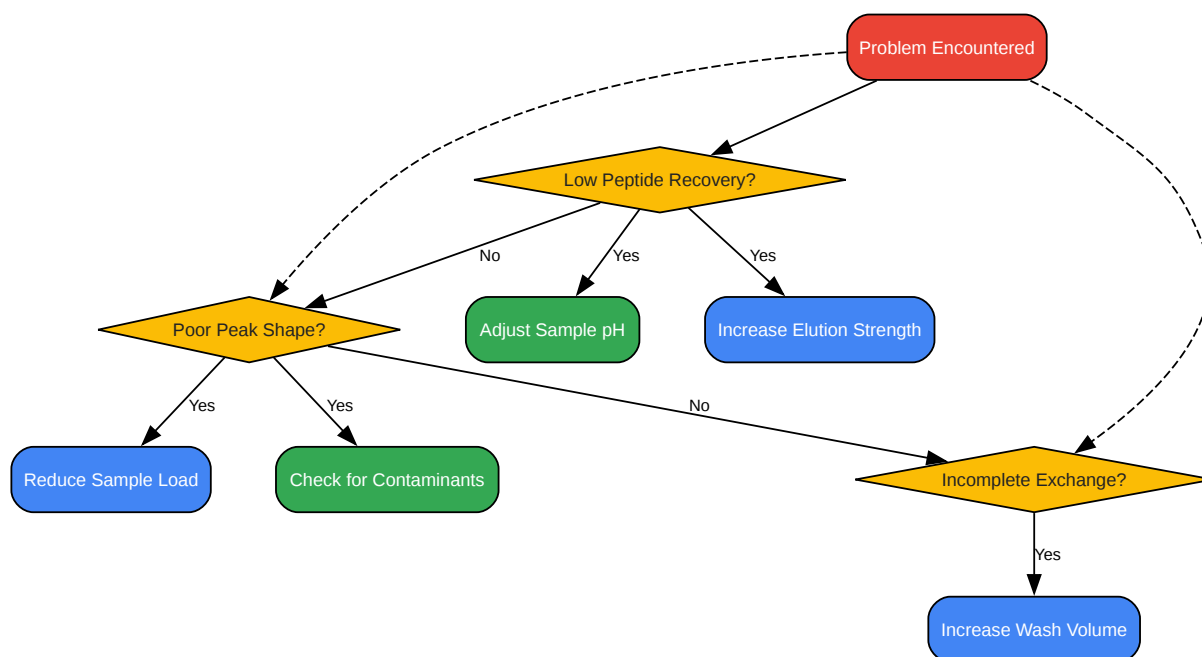 Problem Encountered
Low Peptide Recovery?
No
Yes
Yes
Poor Peak Shape?
Adjust Sample pH
Increase Elution Strength
Yes
Yes
No
Reduce Sample Load
Check for Contaminants
Incomplete Exchange?
Yes
Increase Wash Volume